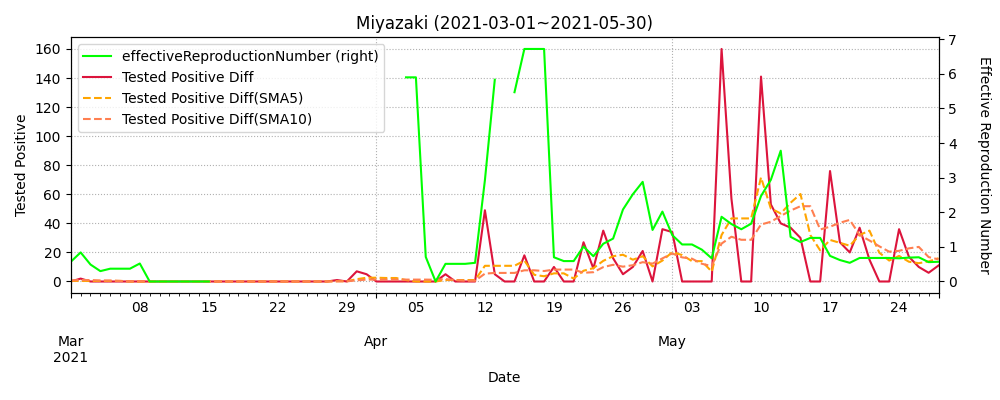 Miyazaki (2021-03-01~2021-05-30)
effectiveReproductionNumber (right)
Tested Positive Diff
Tested Positive Diff(SMA5)
Tested Positive Diff(SMA10)
Tested Positive
160
140
120
100
80
60
40
20
0
Effective Reproduction Number
7
6
5
4
3
2
1
0
08 15 22 29 05 12 19 26 03 10 17 24
Mar Apr May
2021
Date